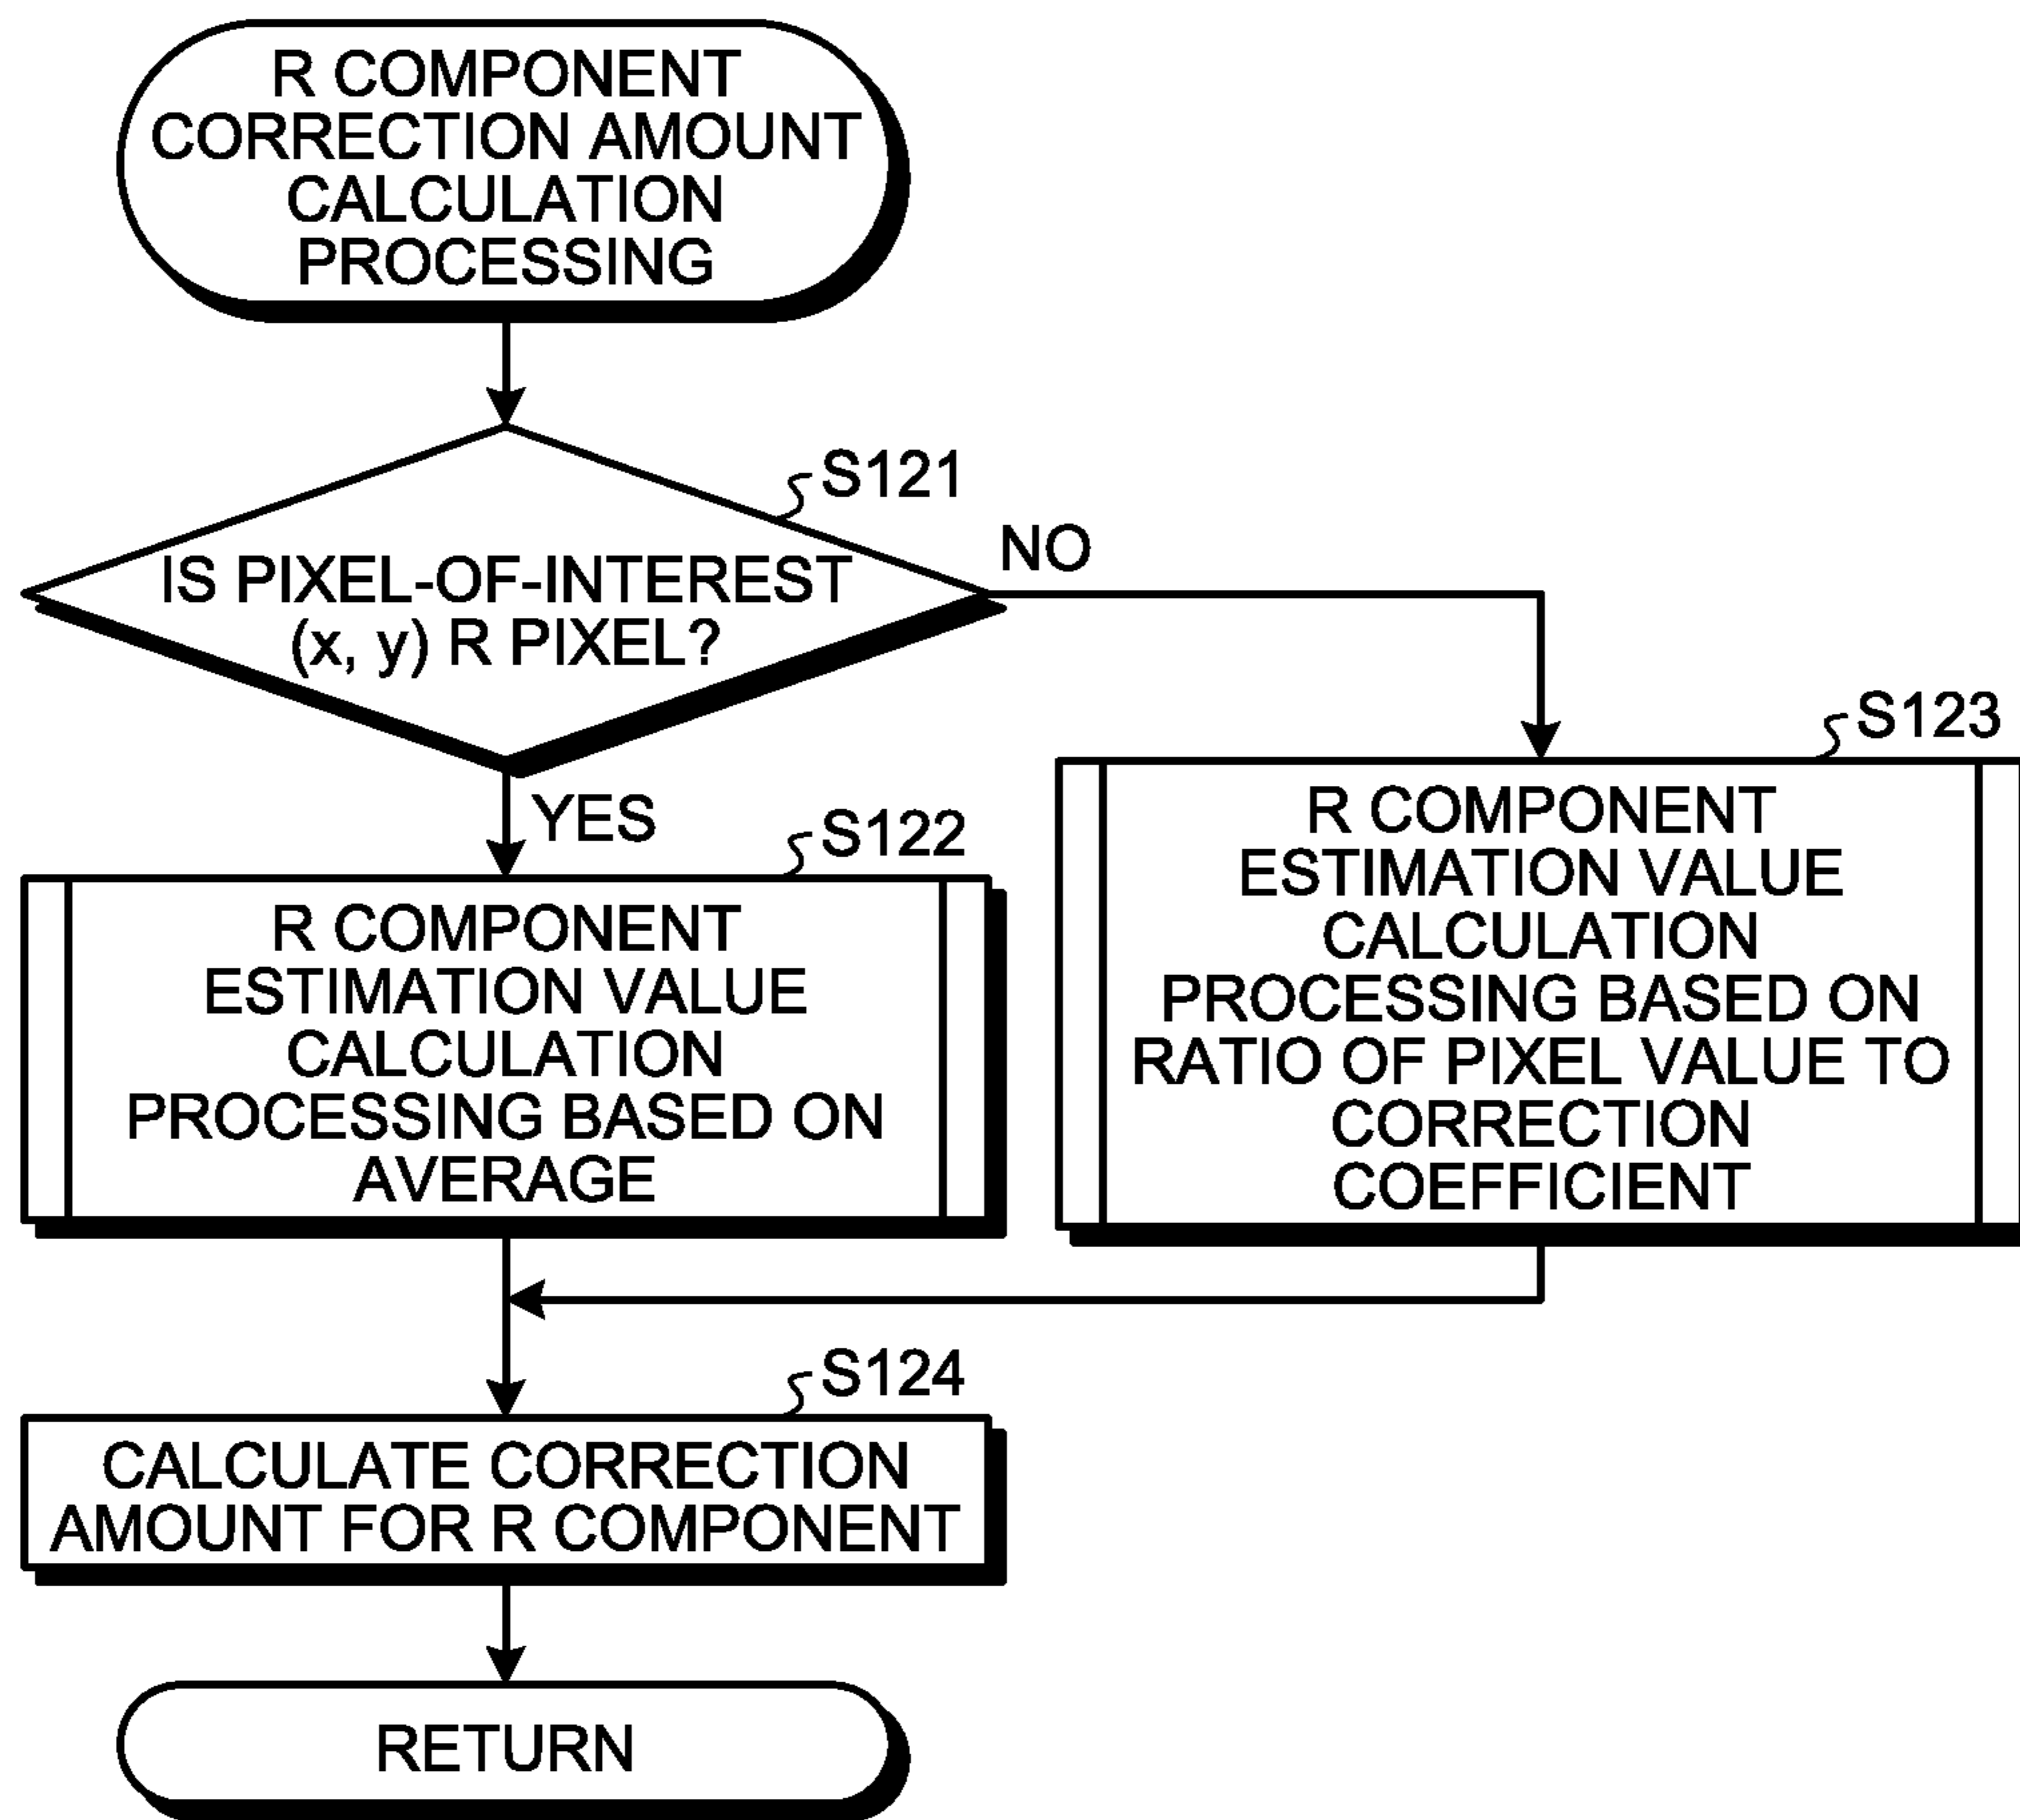 R COMPONENT
CORRECTION AMOUNT
CALCULATION
PROCESSING
S121
IS PIXEL-OF-INTEREST
(x, y) R PIXEL?
NO
YES
S122
R COMPONENT
ESTIMATION VALUE
CALCULATION
PROCESSING BASED ON
AVERAGE
S123
R COMPONENT
ESTIMATION VALUE
CALCULATION
PROCESSING BASED ON
RATIO OF PIXEL VALUE TO
CORRECTION
COEFFICIENT
S124
CALCULATE CORRECTION
AMOUNT FOR R COMPONENT
RETURN